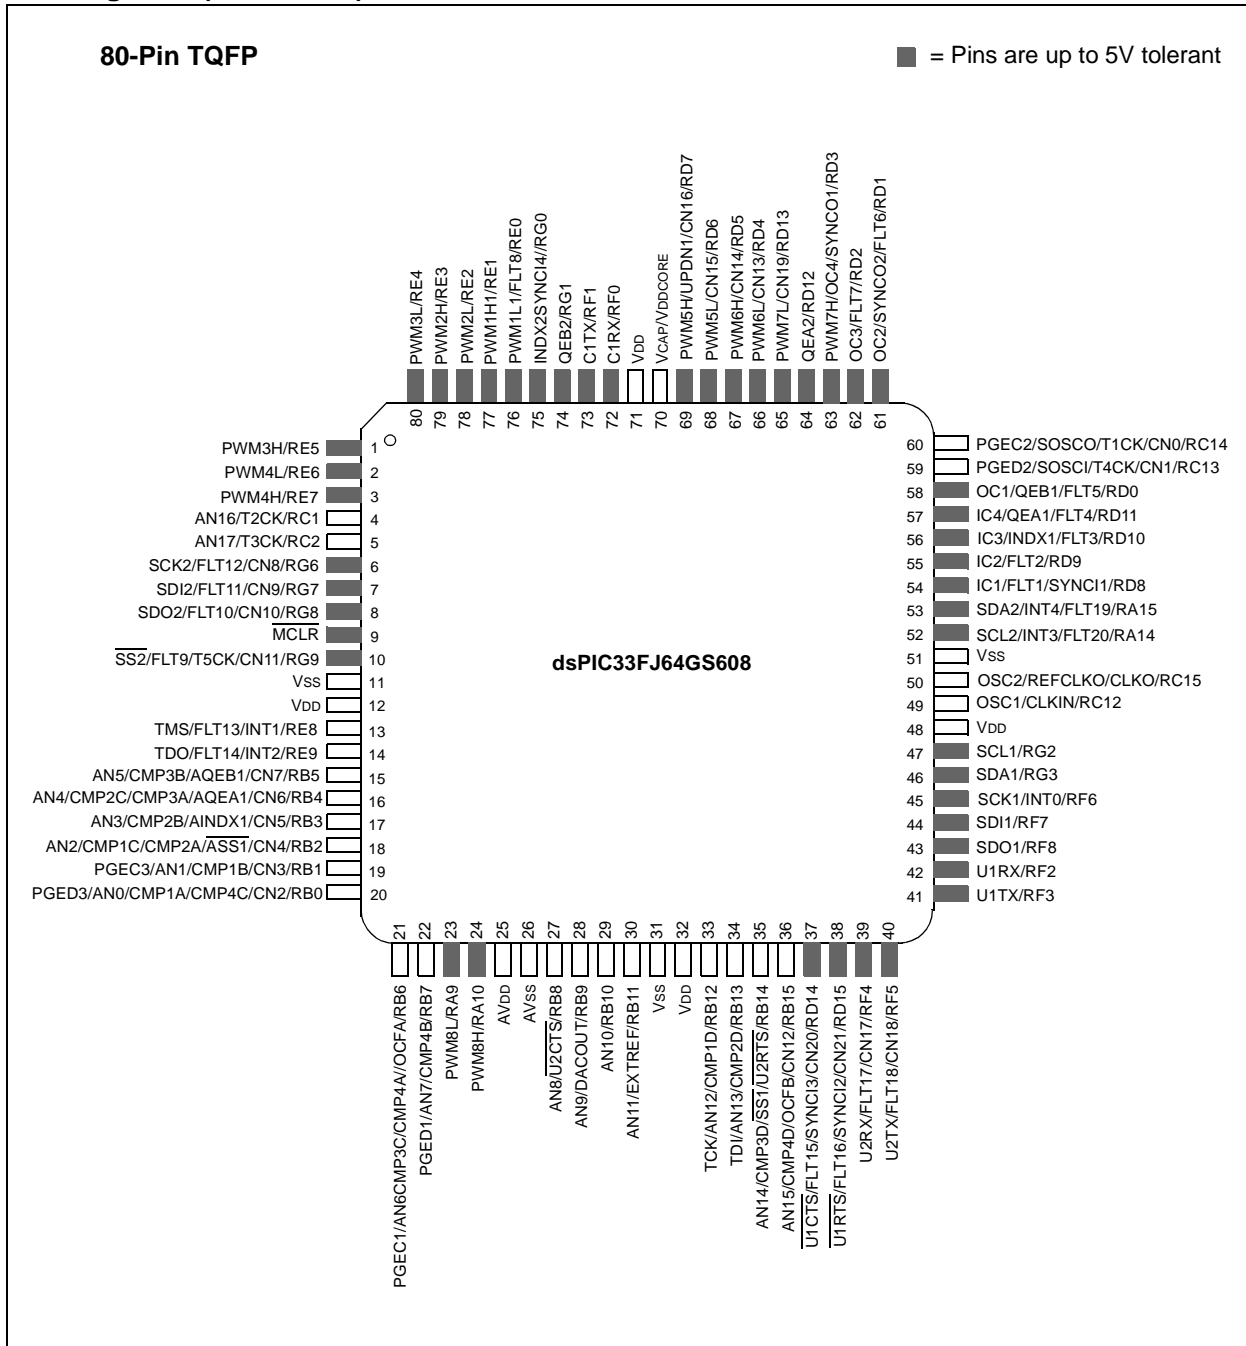 80-Pin TQFP
= Pins are up to 5V tolerant
PWM3L/RE4
PWM2H/RE3
PWM2L/RE2
PWM1H1/RE1
PWM1L1/FLT8/RE0
INDX2SYNCI4//RG0
QEB2/RG1
C1TX/RF1
C1RX/RF0
VDD
VCAP/VDDCORE
PWM5H/UPDN1/CN16/RD7
PWM5L/CN15/RD6
PWM6H/CN14/RD5
PWM6L/CN13/RD4
PWM7L/CN19/RD13
QEA2/RD12
PWM7H/OC4/SYNCO1/RD3
OC3/FLT7/RD2
OC2/SYNCO2/FLT6/RD1
80 79 78 77 76 75 74 73 72 71 70 69 68 67 66 65 64 63 62 61
PWM3H/RE5 1
PWM4L/RE6 2
PWM4H/RE7 3
AN16/T2CK/RC1 4
AN17/T3CK/RC2 5
SCK2/FLT12/CN8/RG6 6
SDI2/FLT11/CN9/RG7 7
SDO2/FLT10/CN10/RG8 8
MCLR 9
SS2/FLT9/T5CK/CN11/RG9 10
VSS 11
VDD 12
TMS/FLT13/INT1/RE8 13
TDO/FLT14/INT2/RE9 14
AN5/CMP3B/AQEB1/CN7/RB5 15
AN4/CMP2C/CMP3A/AQEA1/CN6/RB4 16
AN3/CMP2B/AINDX1/CN5/RB3 17
AN2/CMP1C/CMP2A/ASS1/CN4/RB2 18
PGEC3/AN1/CMP1B/CN3/RB1 19
PGED3/AN0/CMP1A/CMP4C/CN2/RB0 20
dsPIC33FJ64GS608
60 PGEC2/SOSCO/T1CK/CN0/RC14
59 PGED2/SOSCI/T4CK/CN1/RC13
58 OC1/QEB1/FLT5/RD0
57 IC4/QEA1/FLT4/RD11
56 IC3/INDX1/FLT3/RD10
55 IC2/FLT2/RD9
54 IC1/FLT1/SYNCI1/RD8
53 SDA2/INT4/FLT19/RA15
52 SCL2/INT3/FLT20/RA14
51 VSS
50 OSC2/REFCLKO/CLKO/RC15
49 OSC1/CLKIN/RC12
48 VDD
47 SCL1/RG2
46 SDA1/RG3
45 SCK1/INT0/RF6
44 SDI1/RF7
43 SDO1/RF8
42 U1RX/RF2
41 U1TX/RF3
21 22 23 24 25 26 27 28 29 30 31 32 33 34 35 36 37 38 39 40
PGEC1/AN6CMP3C/CMP4A//OCFA/RB6
PGED1/AN7/CMP4B/RB7
PWM8L/RA9
PWM8H/RA10
AVDD
AVSS
AN8/U2CTS/RB8
AN9/DACOUT/RB9
AN10/RB10
AN11/EXTREF/RB11
VSS
VDD
TCK/AN12/CMP1D/RB12
TDI/AN13/CMP2D/RB13
AN14/CMP3D/SS1/U2RTS/RB14
AN15/CMP4D/OCFB/CN12/RB15
U1CTS/FLT15/SYNCI3/CN20/RD14
U1RTS/FLT16/SYNCI2/CN21/RD15
U2RX/FLT17/CN17/RF4
U2TX/FLT18/CN18/RF5